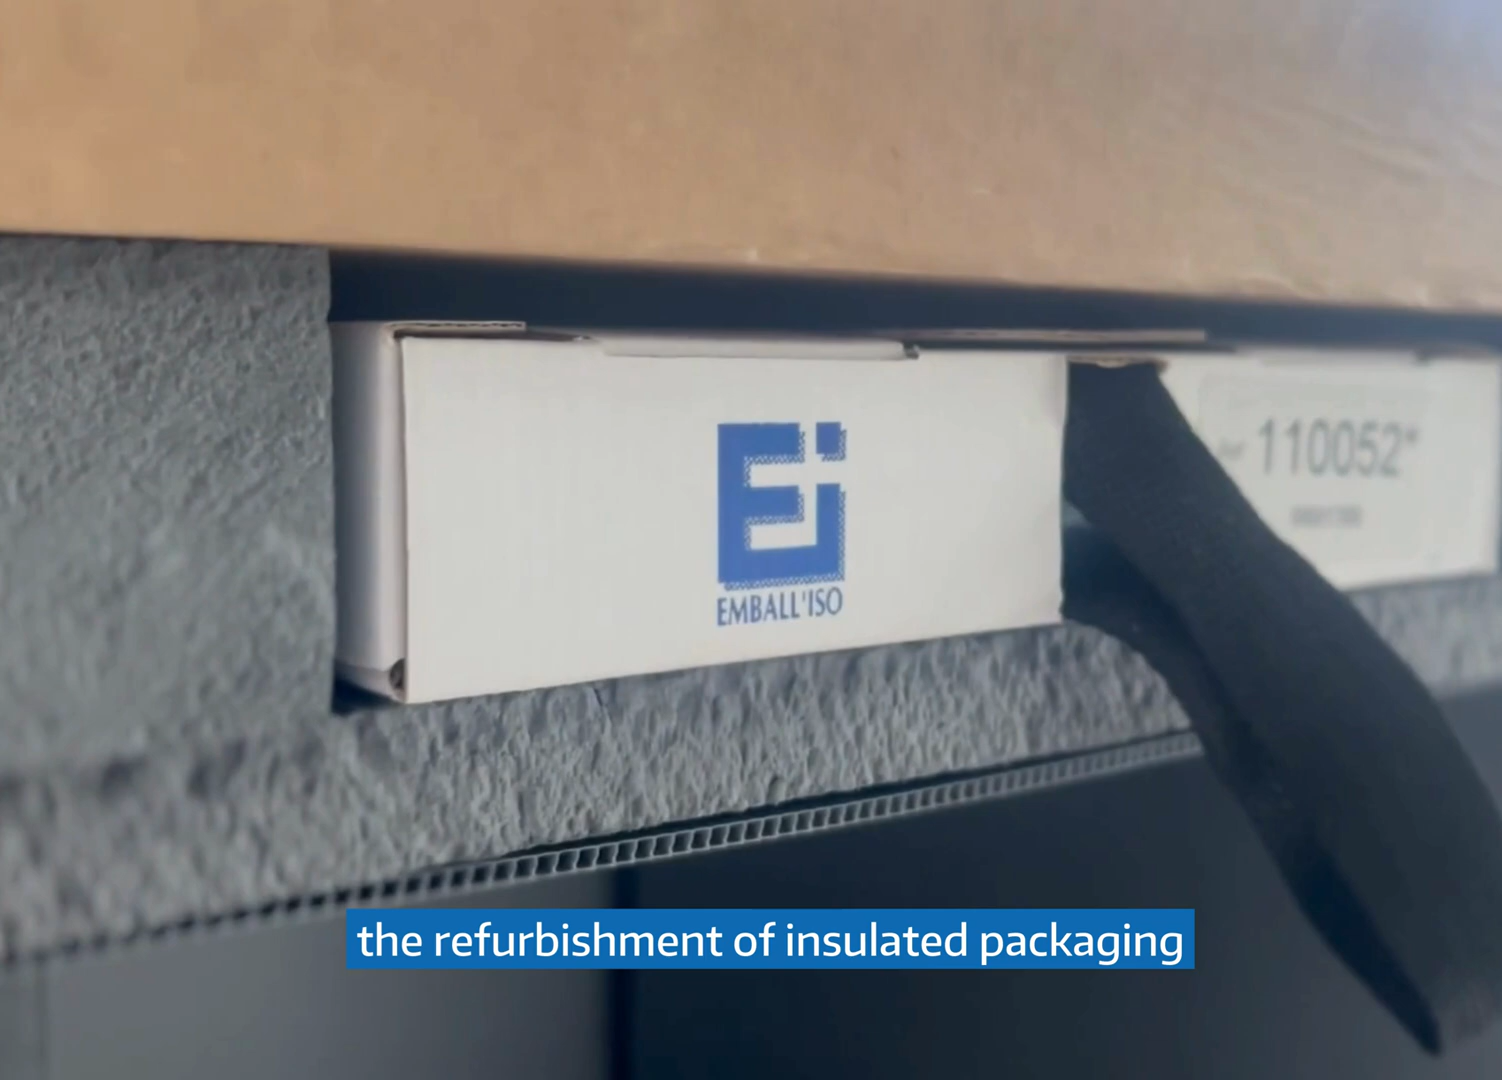 Ei
EMBALL'ISO
110052*
the refurbishment of insulated packaging